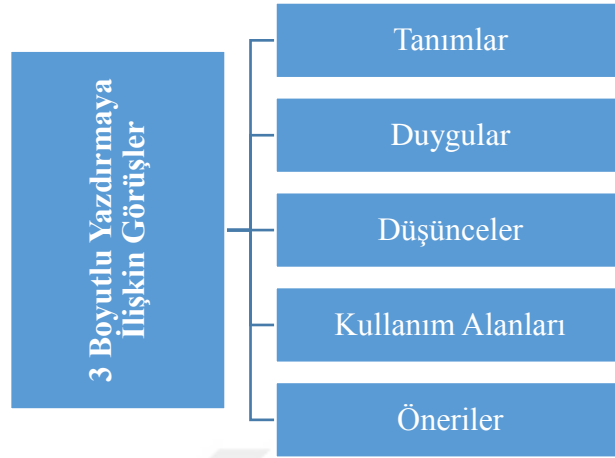 3 Boyutlu Yazdırmaya
İlişkin Görüşler
Tanımlar
Duygular
Düşünceler
Kullanım Alanları
Öneriler